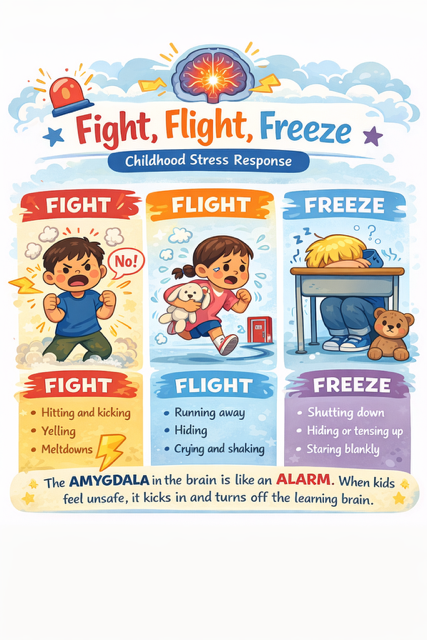 Fight, Flight, Freeze
Childhood Stress Response
FIGHT
FLIGHT
FREEZE
No!
z z z
? ?
FIGHT
• Hitting and kicking
• Yelling
• Meltdowns
FLIGHT
• Running away
• Hiding
• Crying and shaking
FREEZE
• Shutting down
• Hiding or tensing up
• Staring blankly
The AMYGDALA in the brain is like an ALARM. When kids
feel unsafe, it kicks in and turns off the learning brain.